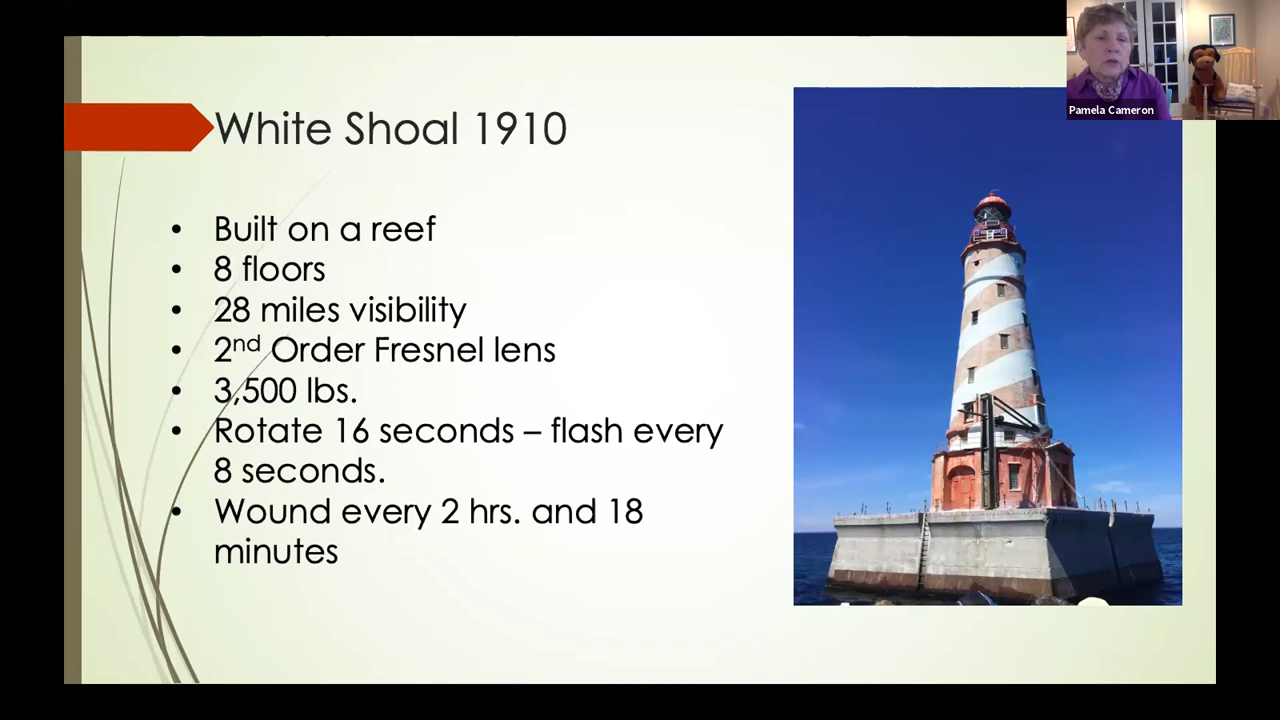 White Shoal 1910
• Built on a reef
• 8 floors
• 28 miles visibility
• 2nd Order Fresnel lens
• 3,500 lbs.
• Rotate 16 seconds – flash every
8 seconds.
• Wound every 2 hrs. and 18
minutes
Pamela Cameron